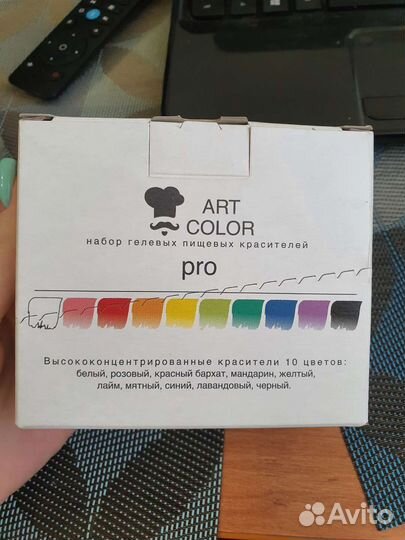 ART
COLOR
набор гелевых пищевых красителей
pro
Высококонцентрированные красители 10 цветов:
белый, розовый, красный бархат, мандарин, желтый,
лайм, мятный, синий, лавандовый, черный.
Avito